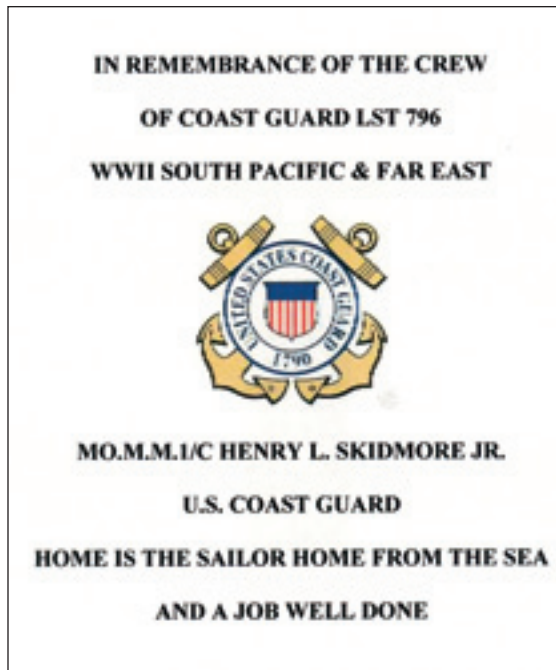 IN REMEMBRANCE OF THE CREW
OF COAST GUARD LST 796
WWII SOUTH PACIFIC & FAR EAST
UNITED STATES COAST GUARD
1790
MO.M.M.1/C HENRY L. SKIDMORE JR.
U.S. COAST GUARD
HOME IS THE SAILOR HOME FROM THE SEA
AND A JOB WELL DONE